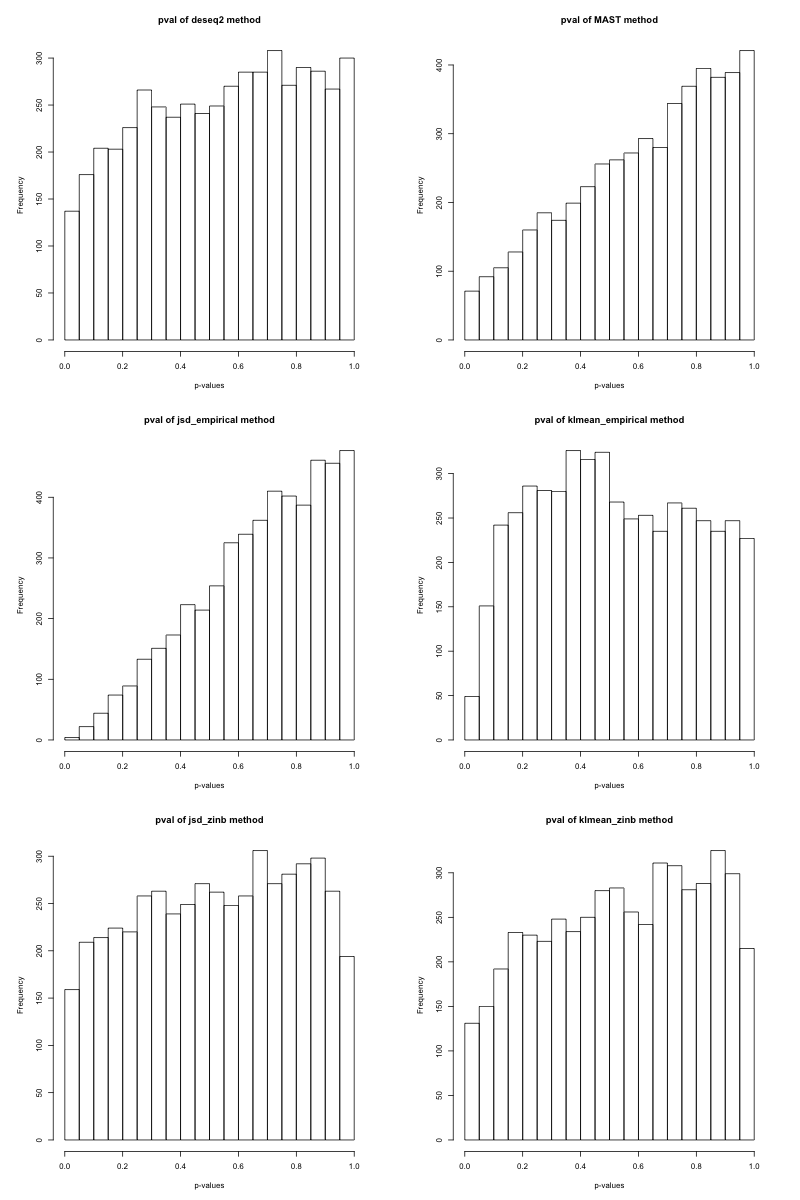 pval of deseq2 method
Frequency
0 50 100 150 200 250 300
0.0 0.2 0.4 0.6 0.8 1.0
p-values
pval of MAST method
Frequency
0 100 200 300 400
0.0 0.2 0.4 0.6 0.8 1.0
p-values
pval of jsd_empirical method
Frequency
0 100 200 300 400
0.0 0.2 0.4 0.6 0.8 1.0
p-values
pval of klmean_empirical method
Frequency
0 50 100 150 200 250 300
0.0 0.2 0.4 0.6 0.8 1.0
p-values
pval of jsd_zinb method
Frequency
0 50 100 150 200 250 300
0.0 0.2 0.4 0.6 0.8 1.0
p-values
pval of klmean_zinb method
Frequency
0 50 100 150 200 250 300
0.0 0.2 0.4 0.6 0.8 1.0
p-values